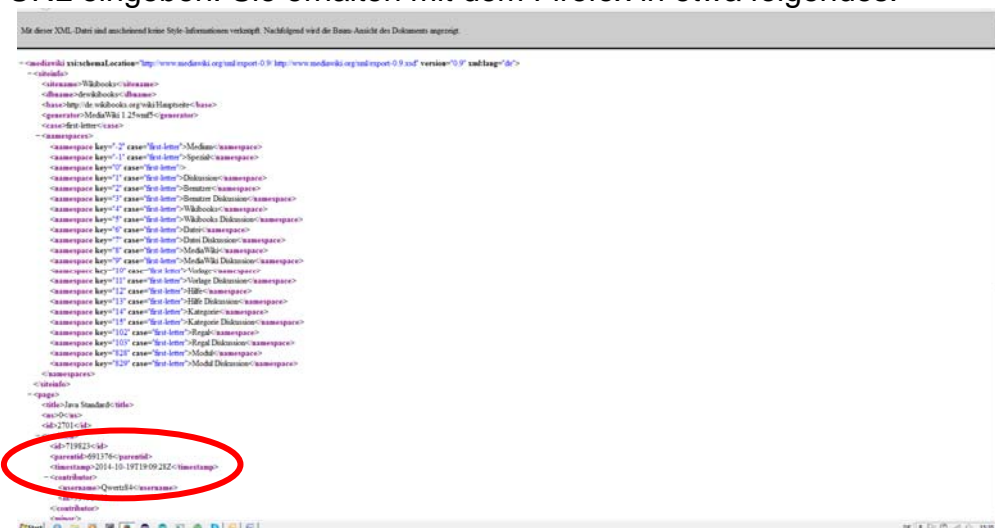 URL eingeben. Sie erhalten mit dem Firefox in etwa folgendes:
Mit dieser XML-Datei sind anscheinend keine Style-Informationen verknüpft. Nachfolgend wird die Baum-Ansicht des Dokuments angezeigt.
-<mediawiki xsi:schemaLocation="http://www.mediawiki.org/xml/export-0.9/ http://www.mediawiki.org/xml/export-0.9.xsd" version="0.9" xml:lang="de">
-<siteinfo>
<sitename>Wikibooks</sitename>
<dbname>dewikibooks</dbname>
<base>http://de.wikibooks.org/wiki/Hauptseite</base>
<generator>MediaWiki 1.25wmf5</generator>
<case>first-letter</case>
-<namespaces>
<namespace key="-2" case="first-letter">Medium</namespace>
<namespace key="-1" case="first-letter">Spezial</namespace>
<namespace key="0" case="first-letter"/>
<namespace key="1" case="first-letter">Diskussion</namespace>
<namespace key="2" case="first-letter">Benutzer</namespace>
<namespace key="3" case="first-letter">Benutzer Diskussion</namespace>
<namespace key="4" case="first-letter">Wikibooks</namespace>
<namespace key="5" case="first-letter">Wikibooks Diskussion</namespace>
<namespace key="6" case="first-letter">Datei</namespace>
<namespace key="7" case="first-letter">Datei Diskussion</namespace>
<namespace key="8" case="first-letter">MediaWiki</namespace>
<namespace key="9" case="first-letter">MediaWiki Diskussion</namespace>
<namespace key="10" case="first-letter">Vorlage</namespace>
<namespace key="11" case="first-letter">Vorlage Diskussion</namespace>
<namespace key="12" case="first-letter">Hilfe</namespace>
<namespace key="13" case="first-letter">Hilfe Diskussion</namespace>
<namespace key="14" case="first-letter">Kategorie</namespace>
<namespace key="15" case="first-letter">Kategorie Diskussion</namespace>
<namespace key="102" case="first-letter">Regal</namespace>
<namespace key="103" case="first-letter">Regal Diskussion</namespace>
<namespace key="828" case="first-letter">Modul</namespace>
<namespace key="829" case="first-letter">Modul Diskussion</namespace>
</namespaces>
</siteinfo>
-<page>
<title>Java Standard</title>
<ns>0</ns>
<id>2701</id>
<id>719823</id>
<parentid>691376</parentid>
<timestamp>2014-10-19T19:09:28Z</timestamp>
-<contributor>
<username>Qwertz84</username>
</contributor>
<minor/>